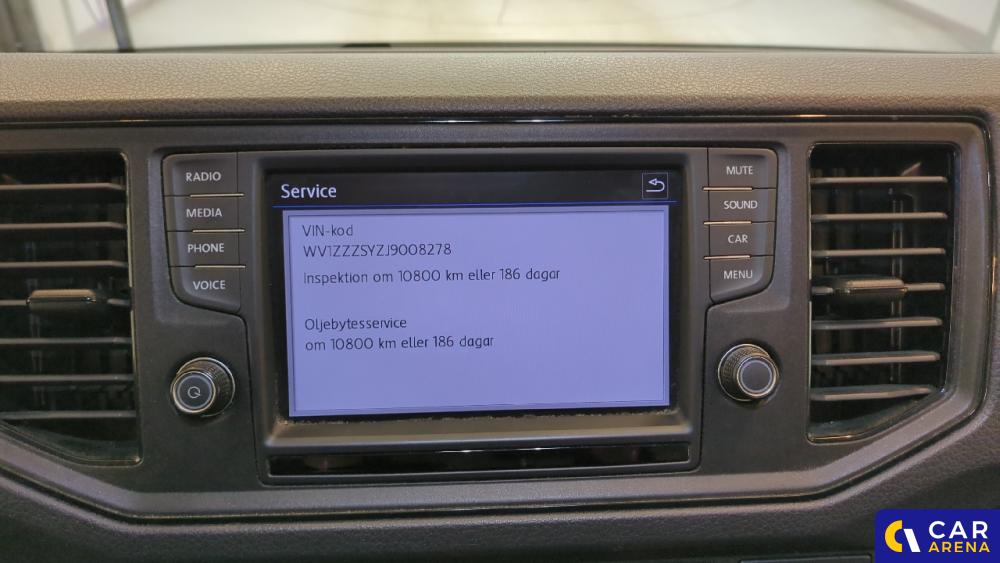 RADIO
MEDIA
PHONE
VOICE
Service
VIN-kod
WV1ZZZSYZJ9008278
Inspektion om 10800 km eller 186 dagar
Oljebytesservice
om 10800 km eller 186 dagar
MUTE
SOUND
CAR
MENU
CAR
ARENA